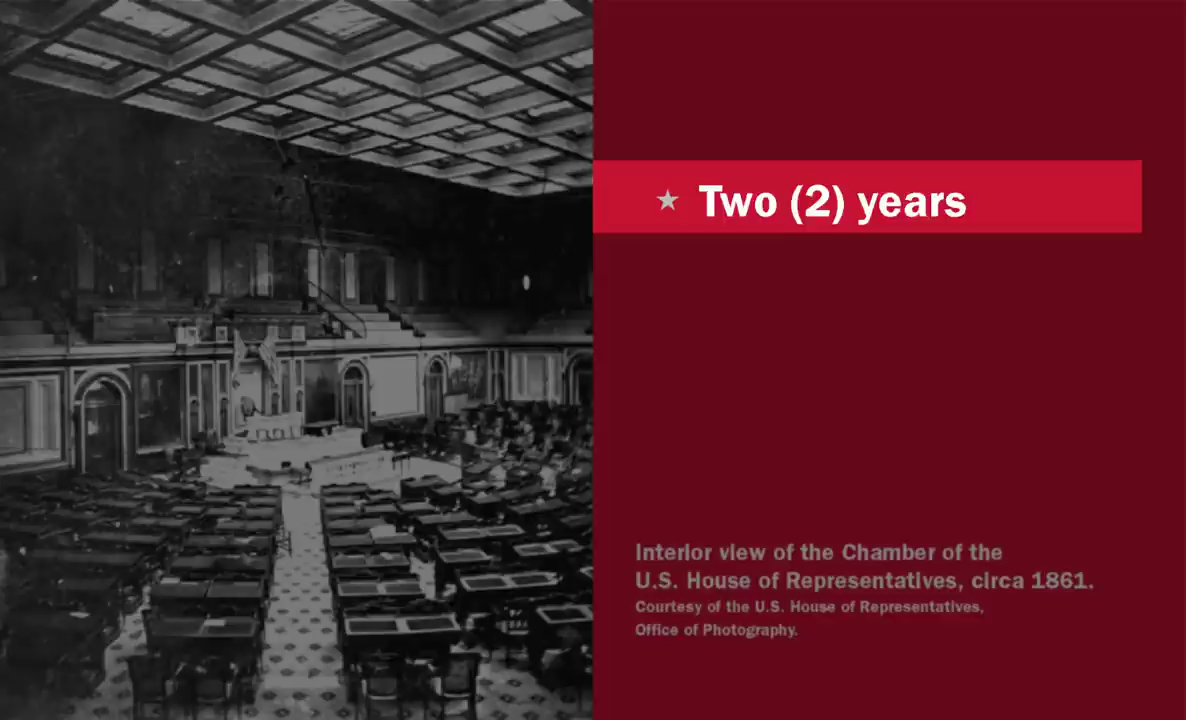 Two (2) years
Interior view of the Chamber of the
U.S. House of Representatives, circa 1861.
Courtesy of the U.S. House of Representatives,
Office of Photography.